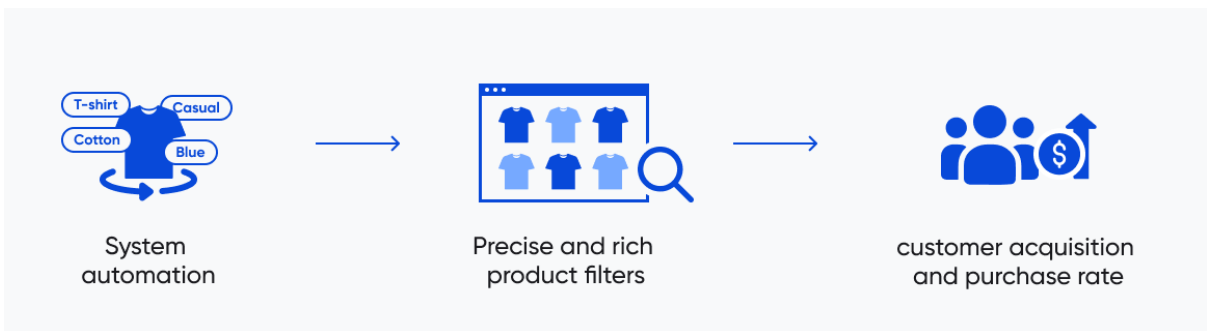 T-shirt
Casual
Cotton
Blue
$
System
automation
Precise and rich
product filters
customer acquisition
and purchase rate